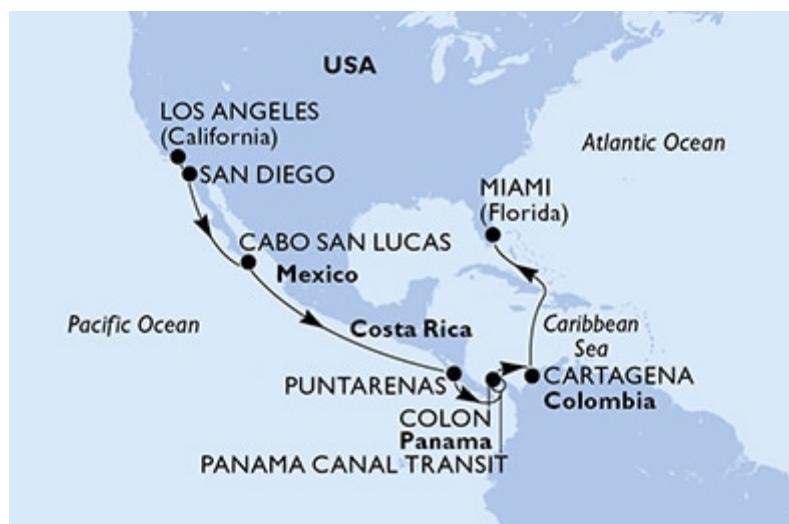 USA
LOS ANGELES
(California)
SAN DIEGO
Atlantic Ocean
MIAMI
(Florida)
CABO SAN LUCAS
Mexico
Pacific Ocean
Costa Rica
Caribbean
Sea
PUNTARENAS
CARTAGENA
Colombia
COLON
Panama
PANAMA CANAL TRANSIT